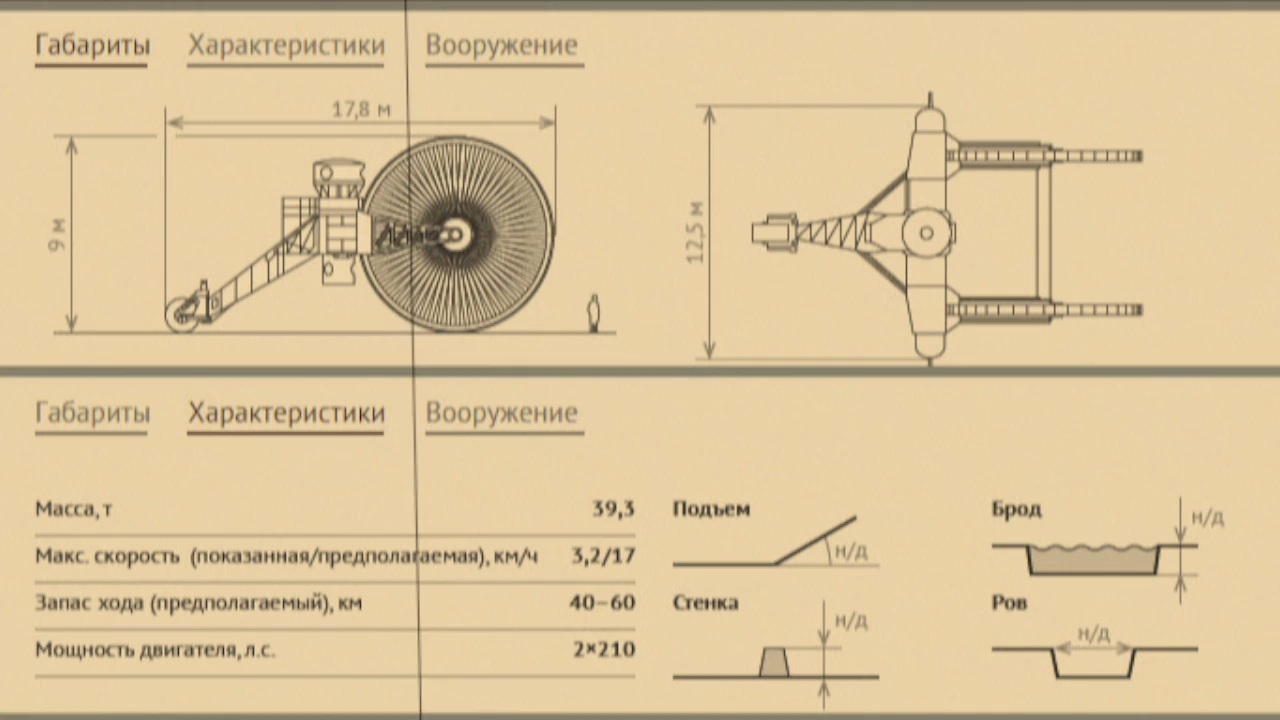 Габариты Характеристики Вооружение
17,8 м
9 м
12,5 м
Габариты Характеристики Вооружение
Масса, т 39,3
Макс. скорость (показанная/предполагаемая), км/ч 3,2/17
Запас хода (предполагаемый), км 40–60
Мощность двигателя, л.с. 2×210
Подъем
н/д
Брод
н/д
Стенка
н/д
Ров
н/д